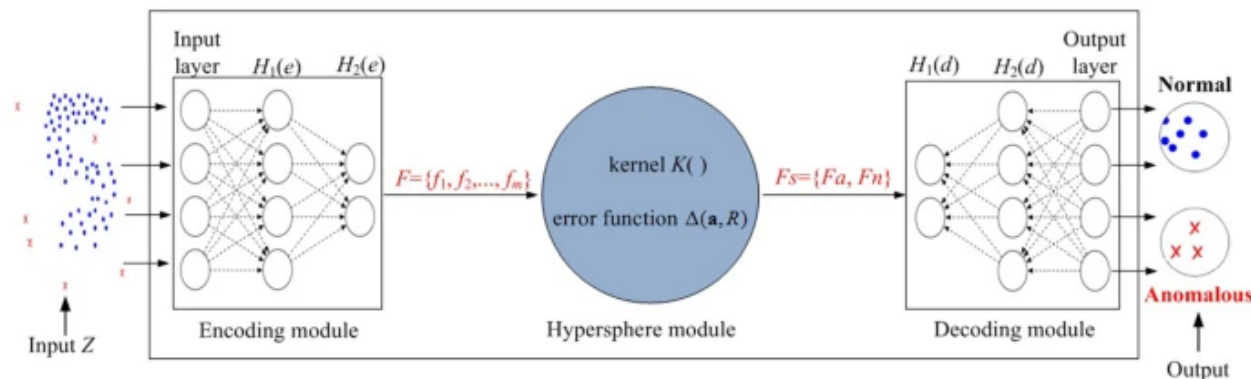 Input
layer
H₁(e)
H₂(e)
F={f₁, f₂,..., fₘ}
Encoding module
Input Z
kernel K( )
error function Δ(a, R)
Hypersphere module
Fs={Fa, Fn}
H₁(d)
H₂(d)
Output
layer
Decoding module
Normal
Anomalous
Output